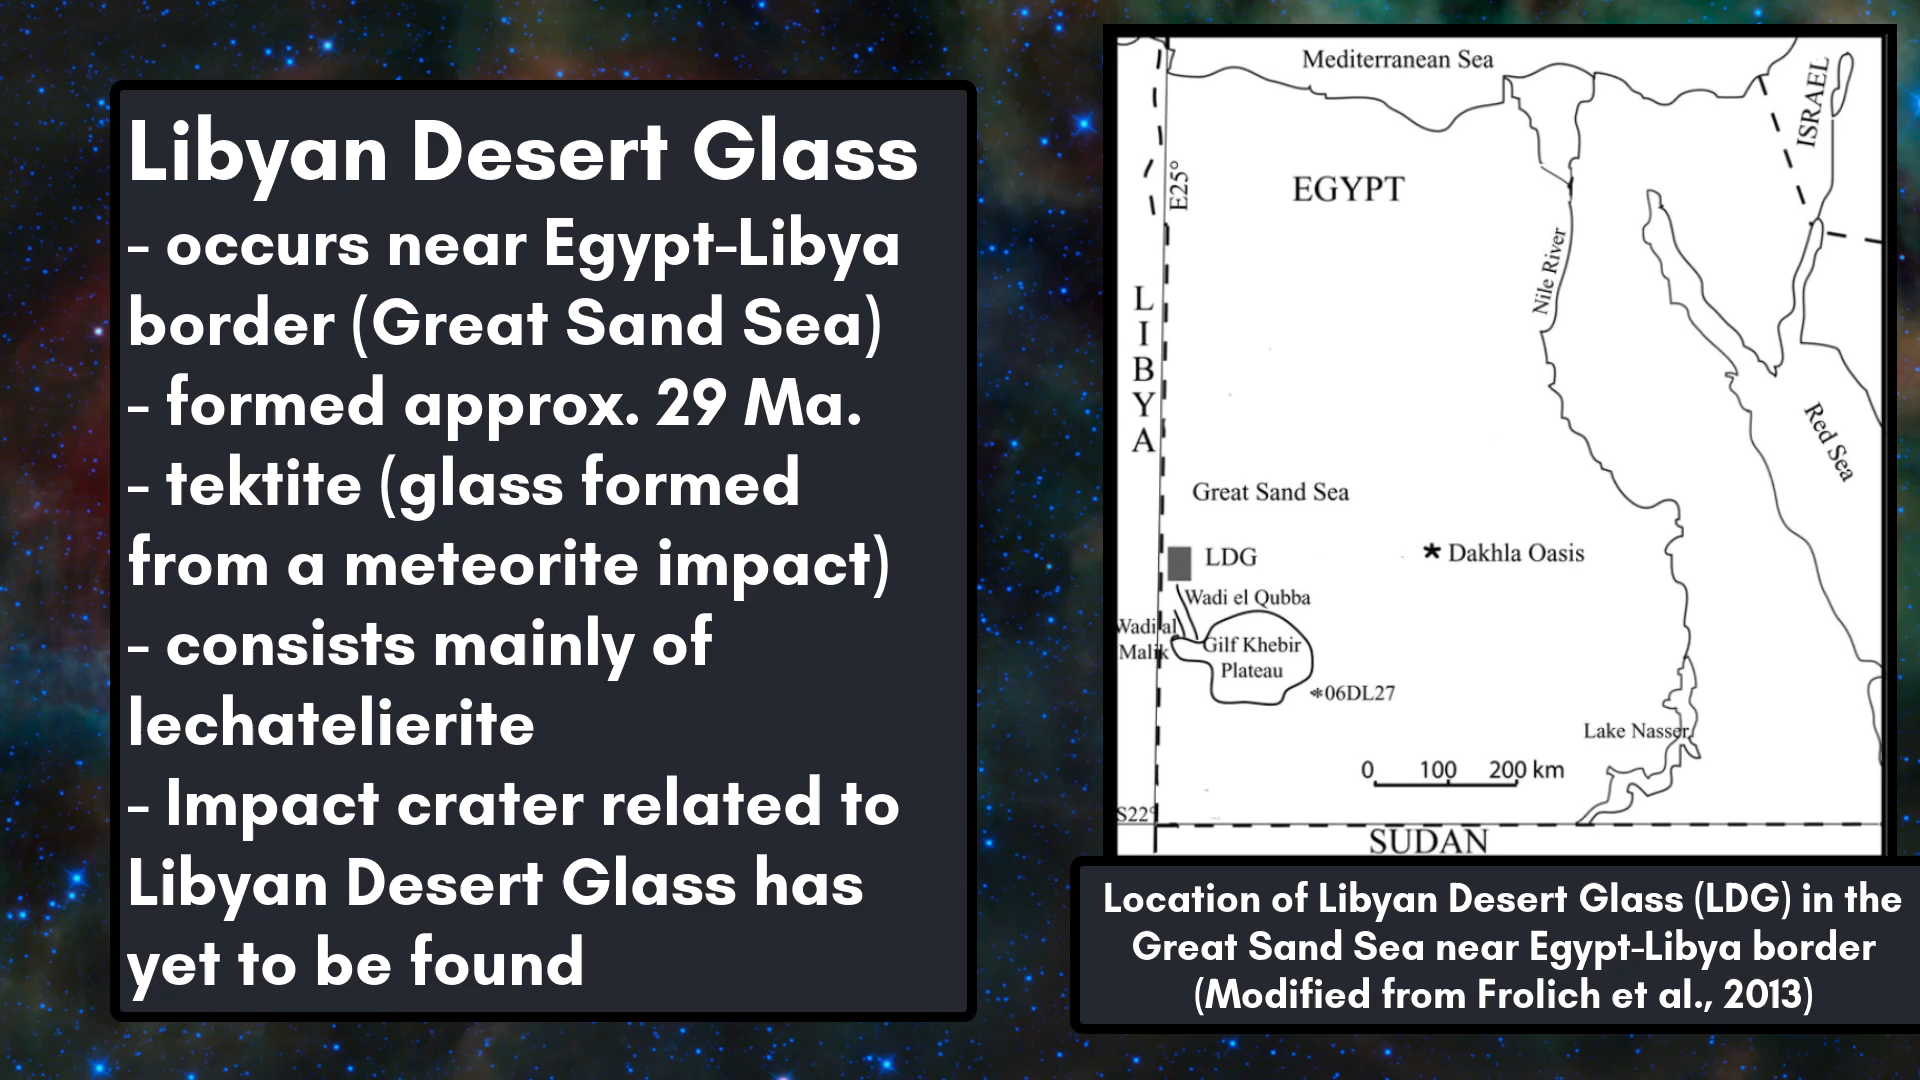 Libyan Desert Glass
- occurs near Egypt-Libya
border (Great Sand Sea)
- formed approx. 29 Ma.
- tektite (glass formed
from a meteorite impact)
- consists mainly of
lechatelierite
- Impact crater related to
Libyan Desert Glass has
yet to be found
Mediterranean Sea
ISRAEL
E25°
EGYPT
Nile River
LIBYA
Red Sea
Great Sand Sea
LDG
* Dakhla Oasis
Wadi el Qubba
Wadi al
Malik
Gilf Khebir
Plateau
*06DL27
Lake Nasser
0 100 200 km
S22°
SUDAN
Location of Libyan Desert Glass (LDG) in the
Great Sand Sea near Egypt-Libya border
(Modified from Frolich et al., 2013)